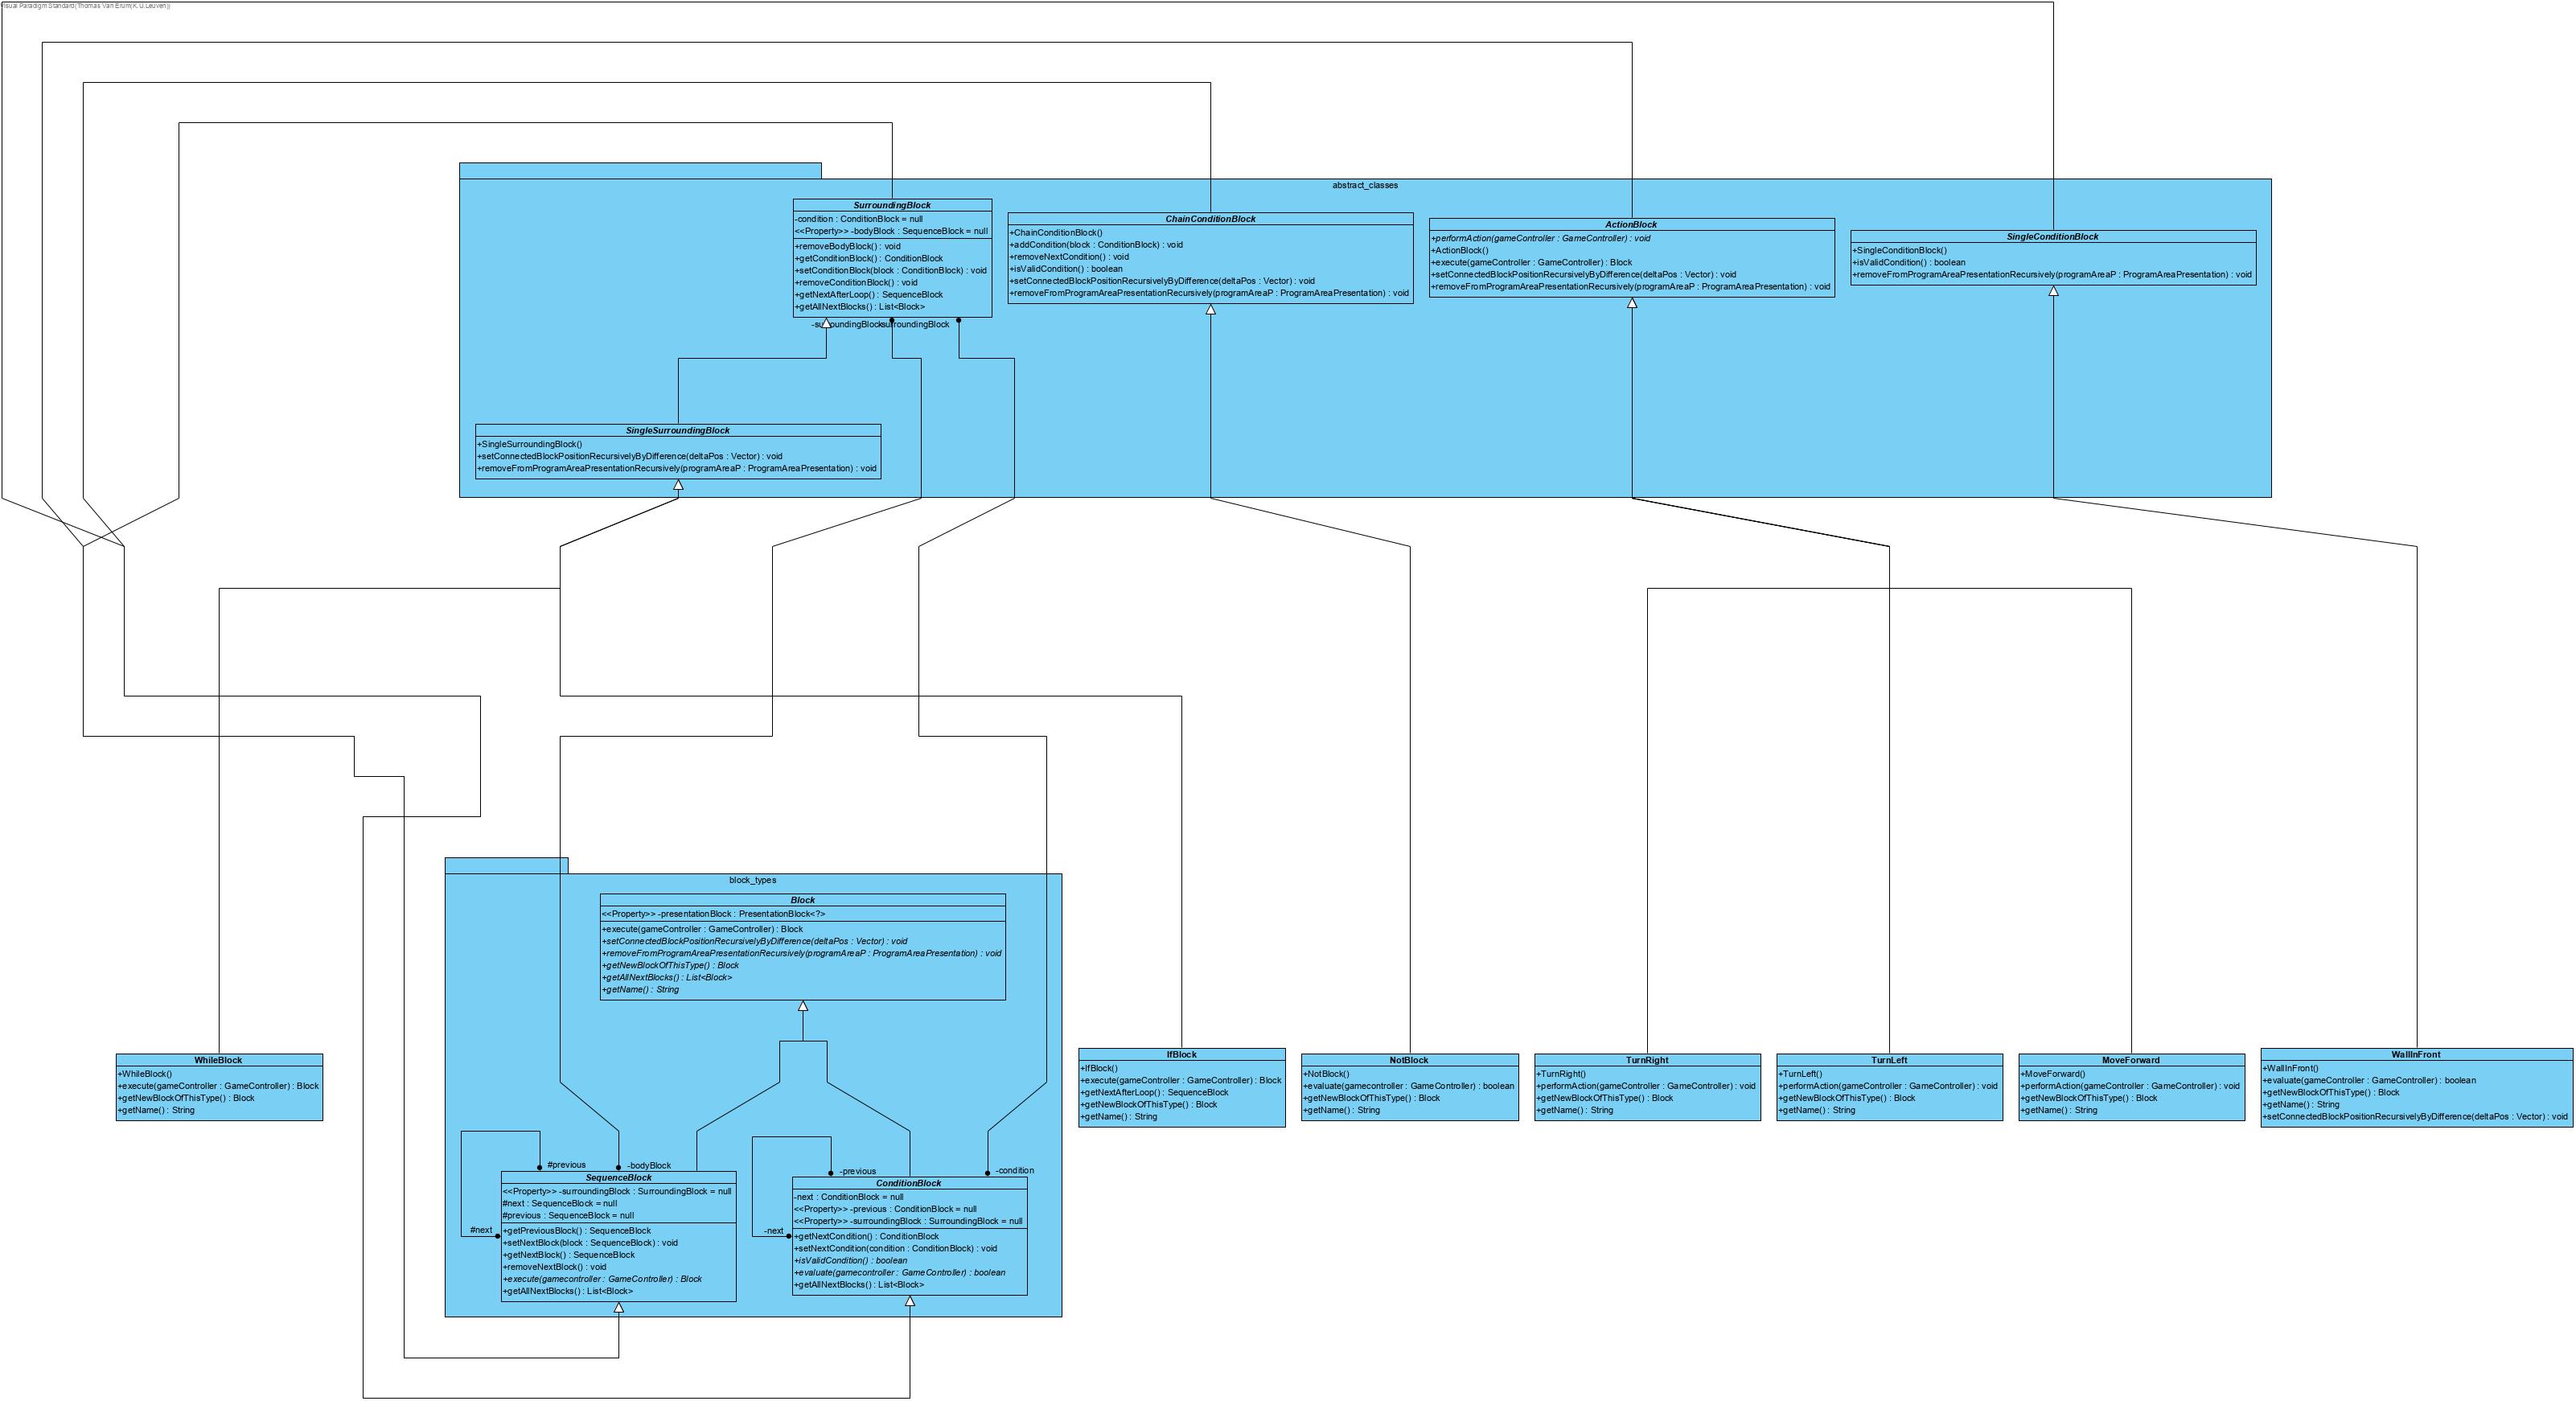 Visual Paradigm Standard(Thomas Van Erum(K.U.Leuven))
abstract_classes
SurroundingBlock
-condition : ConditionBlock = null
<<Property>> -bodyBlock : SequenceBlock = null
+removeBodyBlock() : void
+getConditionBlock() : ConditionBlock
+setConditionBlock(block : ConditionBlock) : void
+removeConditionBlock() : void
+getNextAfterLoop() : SequenceBlock
+getAllNextBlocks() : List<Block>
-surroundingBlock
-surroundingBlock
ChainConditionBlock
+ChainConditionBlock()
+addCondition(block : ConditionBlock) : void
+removeNextCondition() : void
+isValidCondition() : boolean
+setConnectedBlockPositionRecursivelyByDifference(deltaPos : Vector) : void
+removeFromProgramAreaPresentationRecursively(programAreaP : ProgramAreaPresentation) : void
ActionBlock
+performAction(gameController : GameController) : void
+ActionBlock()
+execute(gameController : GameController) : Block
+setConnectedBlockPositionRecursivelyByDifference(deltaPos : Vector) : void
+removeFromProgramAreaPresentationRecursively(programAreaP : ProgramAreaPresentation) : void
SingleConditionBlock
+SingleConditionBlock()
+isValidCondition() : boolean
+removeFromProgramAreaPresentationRecursively(programAreaP : ProgramAreaPresentation) : void
SingleSurroundingBlock
+SingleSurroundingBlock()
+setConnectedBlockPositionRecursivelyByDifference(deltaPos : Vector) : void
+removeFromProgramAreaPresentationRecursively(programAreaP : ProgramAreaPresentation) : void
block_types
Block
<<Property>> -presentationBlock : PresentationBlock<?>
+execute(gameController : GameController) : Block
+setConnectedBlockPositionRecursivelyByDifference(deltaPos : Vector) : void
+removeFromProgramAreaPresentationRecursively(programAreaP : ProgramAreaPresentation) : void
+getNewBlockOfThisType() : Block
+getAllNextBlocks() : List<Block>
+getName() : String
WhileBlock
+WhileBlock()
+execute(gameController : GameController) : Block
+getNewBlockOfThisType() : Block
+getName() : String
IfBlock
+IfBlock()
+execute(gameController : GameController) : Block
+getNextAfterLoop() : SequenceBlock
+getNewBlockOfThisType() : Block
+getName() : String
NotBlock
+NotBlock()
+evaluate(gamecontroller : GameController) : boolean
+getNewBlockOfThisType() : Block
+getName() : String
TurnRight
+TurnRight()
+performAction(gameController : GameController) : void
+getNewBlockOfThisType() : Block
+getName() : String
TurnLeft
+TurnLeft()
+performAction(gameController : GameController) : void
+getNewBlockOfThisType() : Block
+getName() : String
MoveForward
+MoveForward()
+performAction(gameController : GameController) : void
+getNewBlockOfThisType() : Block
+getName() : String
WallInFront
+WallInFront()
+evaluate(gameController : GameController) : boolean
+getNewBlockOfThisType() : Block
+getName() : String
+setConnectedBlockPositionRecursivelyByDifference(deltaPos : Vector) : void
#previous
-bodyBlock
#next
SequenceBlock
<<Property>> -surroundingBlock : SurroundingBlock = null
#next : SequenceBlock = null
#previous : SequenceBlock = null
+getPreviousBlock() : SequenceBlock
+setNextBlock(block : SequenceBlock) : void
+getNextBlock() : SequenceBlock
+removeNextBlock() : void
+execute(gamecontroller : GameController) : Block
+getAllNextBlocks() : List<Block>
-previous
-condition
-next
ConditionBlock
-next : ConditionBlock = null
<<Property>> -previous : ConditionBlock = null
<<Property>> -surroundingBlock : SurroundingBlock = null
+getNextCondition() : ConditionBlock
+setNextCondition(condition : ConditionBlock) : void
+isValidCondition() : boolean
+evaluate(gamecontroller : GameController) : boolean
+getAllNextBlocks() : List<Block>